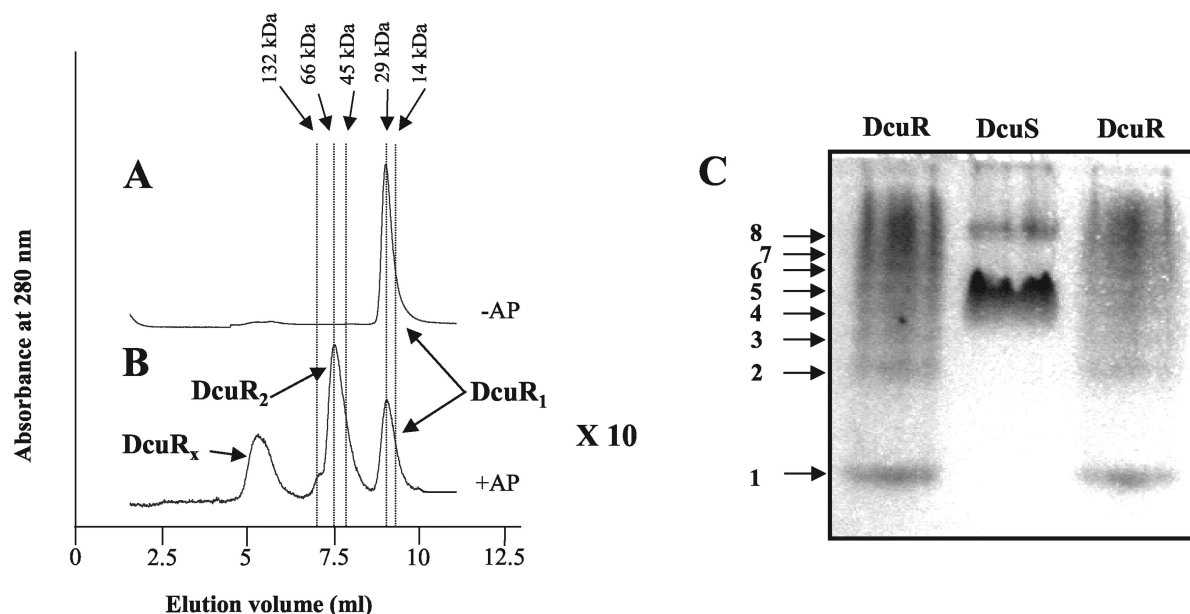 132 kDa
66 kDa
45 kDa
29 kDa
14 kDa
Absorbance at 280 nm
A
-AP
B
DcuR2
DcuR1
DcuRx
X 10
+AP
0
2.5
5
7.5
10
12.5
Elution volume (ml)
C
DcuR
DcuS
DcuR
8
7
6
5
4
3
2
1